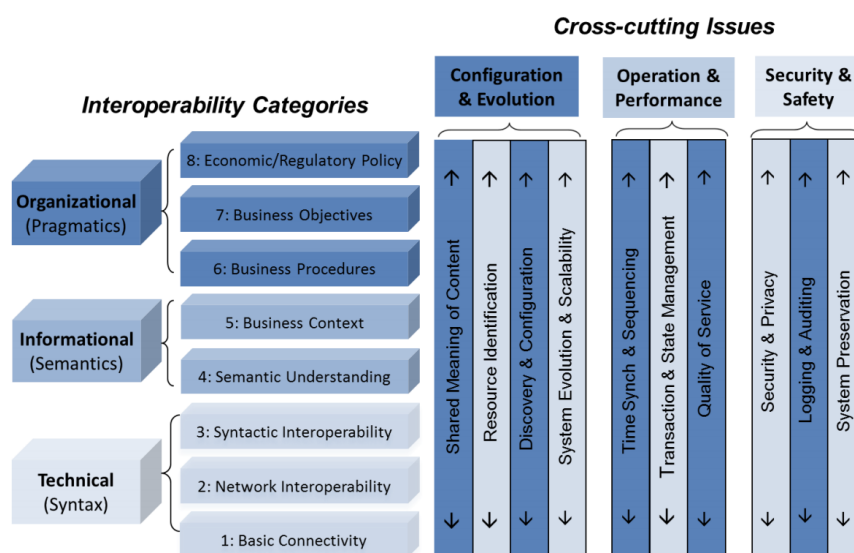 Cross-cutting Issues
Configuration
& Evolution
Operation &
Performance
Security &
Safety
Interoperability Categories
Organizational
(Pragmatics)
8: Economic/Regulatory Policy
7: Business Objectives
6: Business Procedures
Informational
(Semantics)
5: Business Context
4: Semantic Understanding
Technical
(Syntax)
3: Syntactic Interoperability
2: Network Interoperability
1: Basic Connectivity
Shared Meaning of Content
Resource Identification
Discovery & Configuration
System Evolution & Scalability
Time Synch & Sequencing
Transaction & State Management
Quality of Service
Security & Privacy
Logging & Auditing
System Preservation